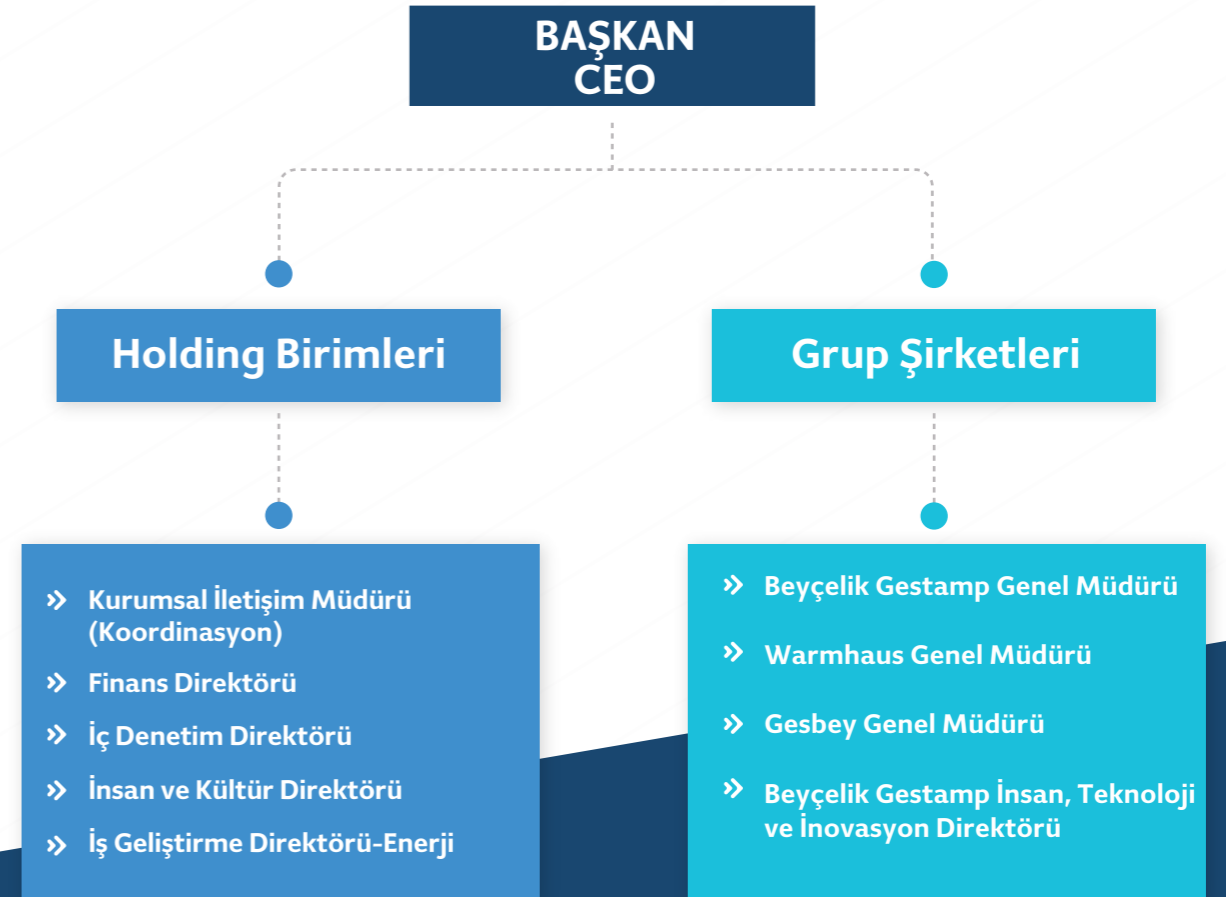 BAŞKAN
CEO
Holding Birimleri
Kurumsal İletişim Müdürü
(Koordinasyon)
Finans Direktörü
İç Denetim Direktörü
İnsan ve Kültür Direktörü
İş Geliştirme Direktörü-Enerji
Grup Şirketleri
Beyçelik Gestamp Genel Müdürü
Warmhaus Genel Müdürü
Gesbey Genel Müdürü
Beyçelik Gestamp İnsan, Teknoloji
ve İnovasyon Direktörü